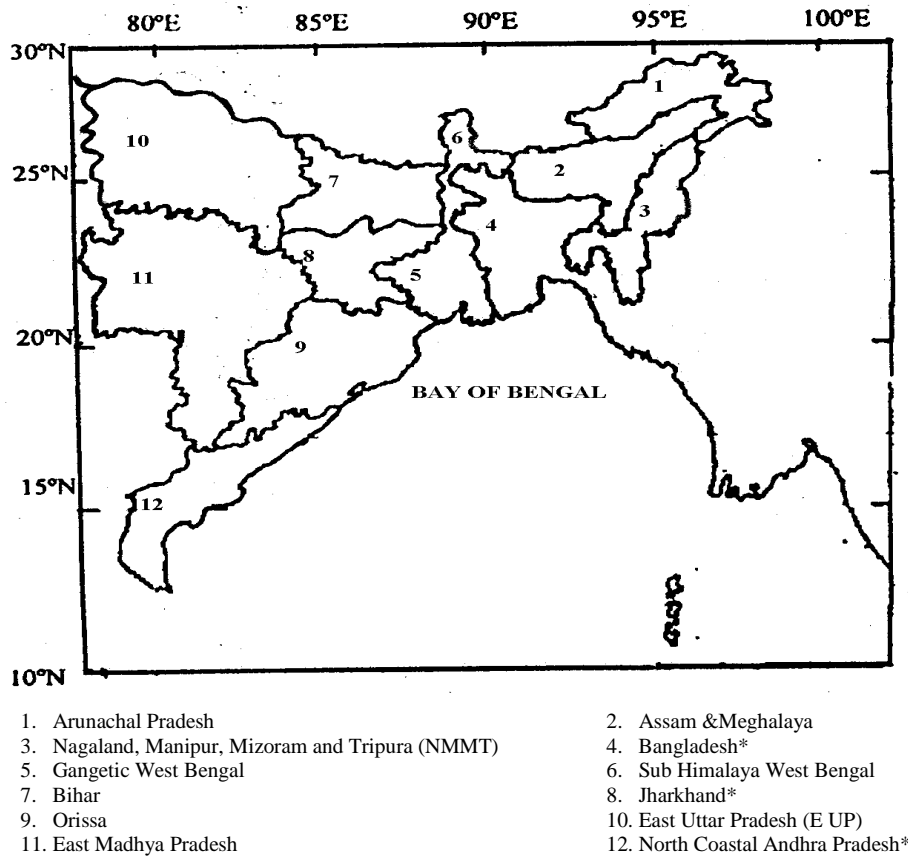 80°E 85°E 90°E 95°E 100°E
30°N
1
10
6
25°N
7
2
3
4
8
11
5
20°N
9
BAY OF BENGAL
15°N
12
10°N
1. Arunachal Pradesh 2. Assam &Meghalaya
3. Nagaland, Manipur, Mizoram and Tripura (NMMT) 4. Bangladesh*
5. Gangetic West Bengal 6. Sub Himalaya West Bengal
7. Bihar 8. Jharkhand*
9. Orissa 10. East Uttar Pradesh (E UP)
11. East Madhya Pradesh 12. North Coastal Andhra Pradesh*